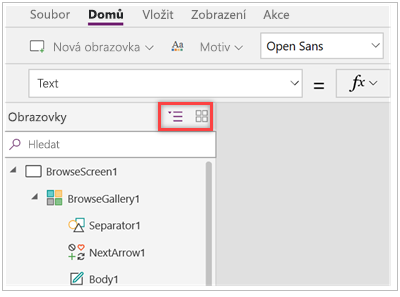 Soubor Domů Vložit Zobrazení Akce
Nová obrazovka Aa Motiv Open Sans
Text = fx
Obrazovky
Hledat
BrowseScreen1
BrowseGallery1
Separator1
NextArrow1
Body1